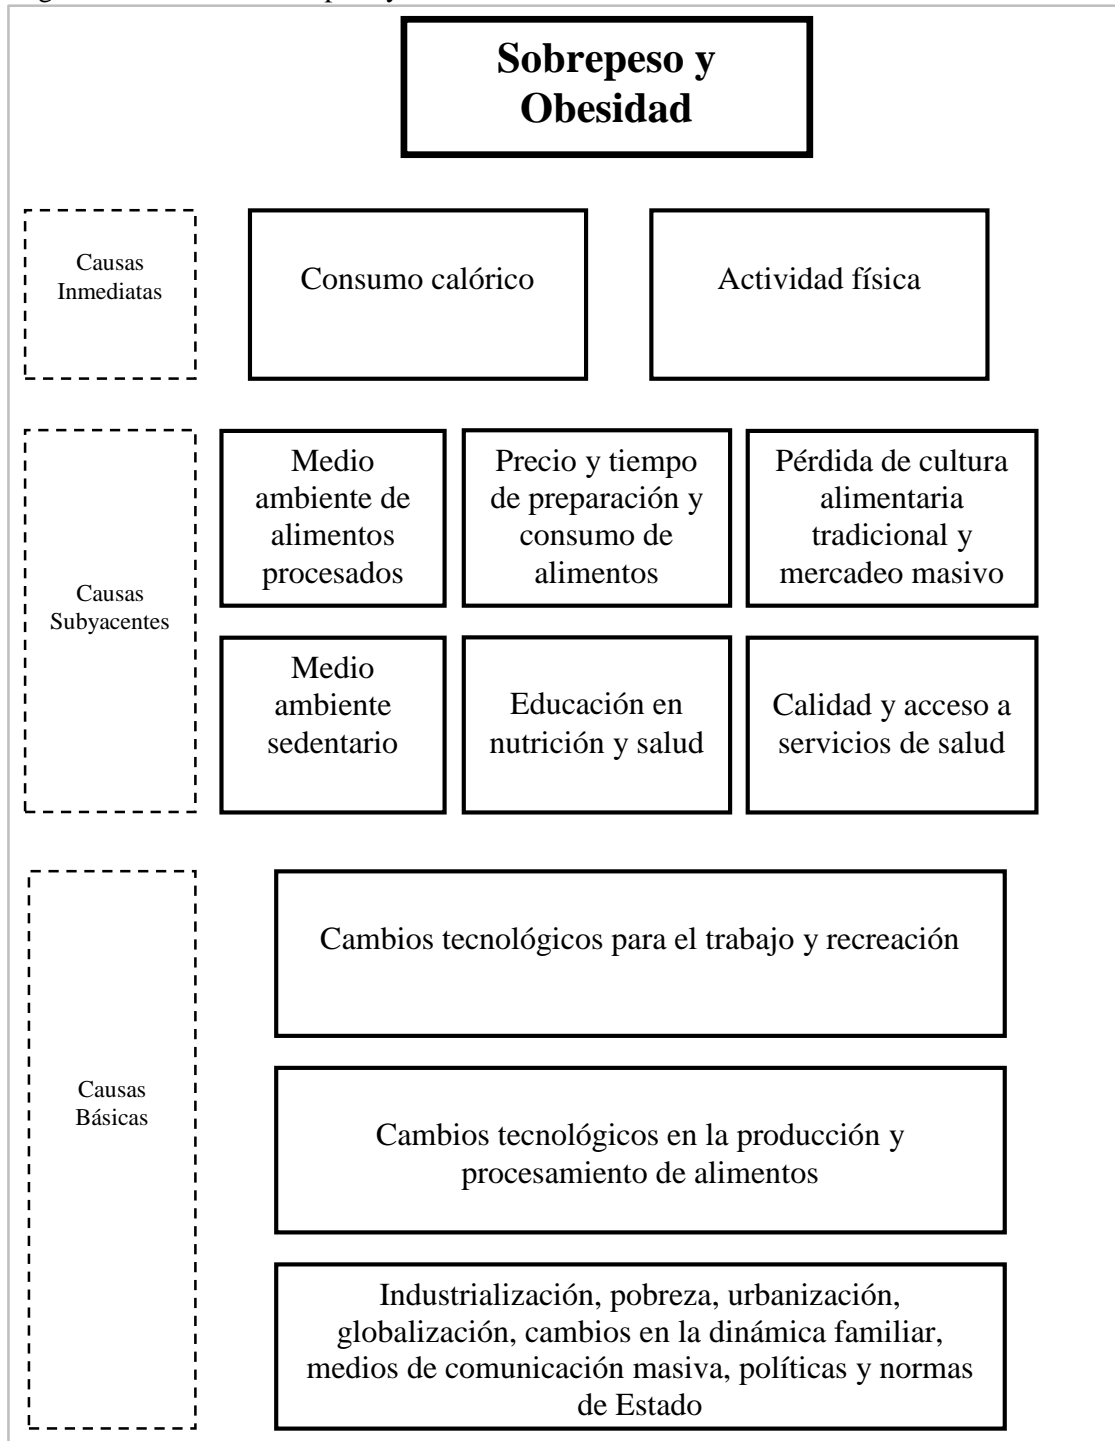 Sobrepeso y
Obesidad
Causas
Inmediatas
Consumo calórico
Actividad física
Causas
Subyacentes
Medio
ambiente de
alimentos
procesados
Precio y tiempo
de preparación y
consumo de
alimentos
Pérdida de cultura
alimentaria
tradicional y
mercadeo masivo
Medio
ambiente
sedentario
Educación en
nutrición y salud
Calidad y acceso a
servicios de salud
Causas
Básicas
Cambios tecnológicos para el trabajo y recreación
Cambios tecnológicos en la producción y
procesamiento de alimentos
Industrialización, pobreza, urbanización,
globalización, cambios en la dinámica familiar,
medios de comunicación masiva, políticas y normas
de Estado